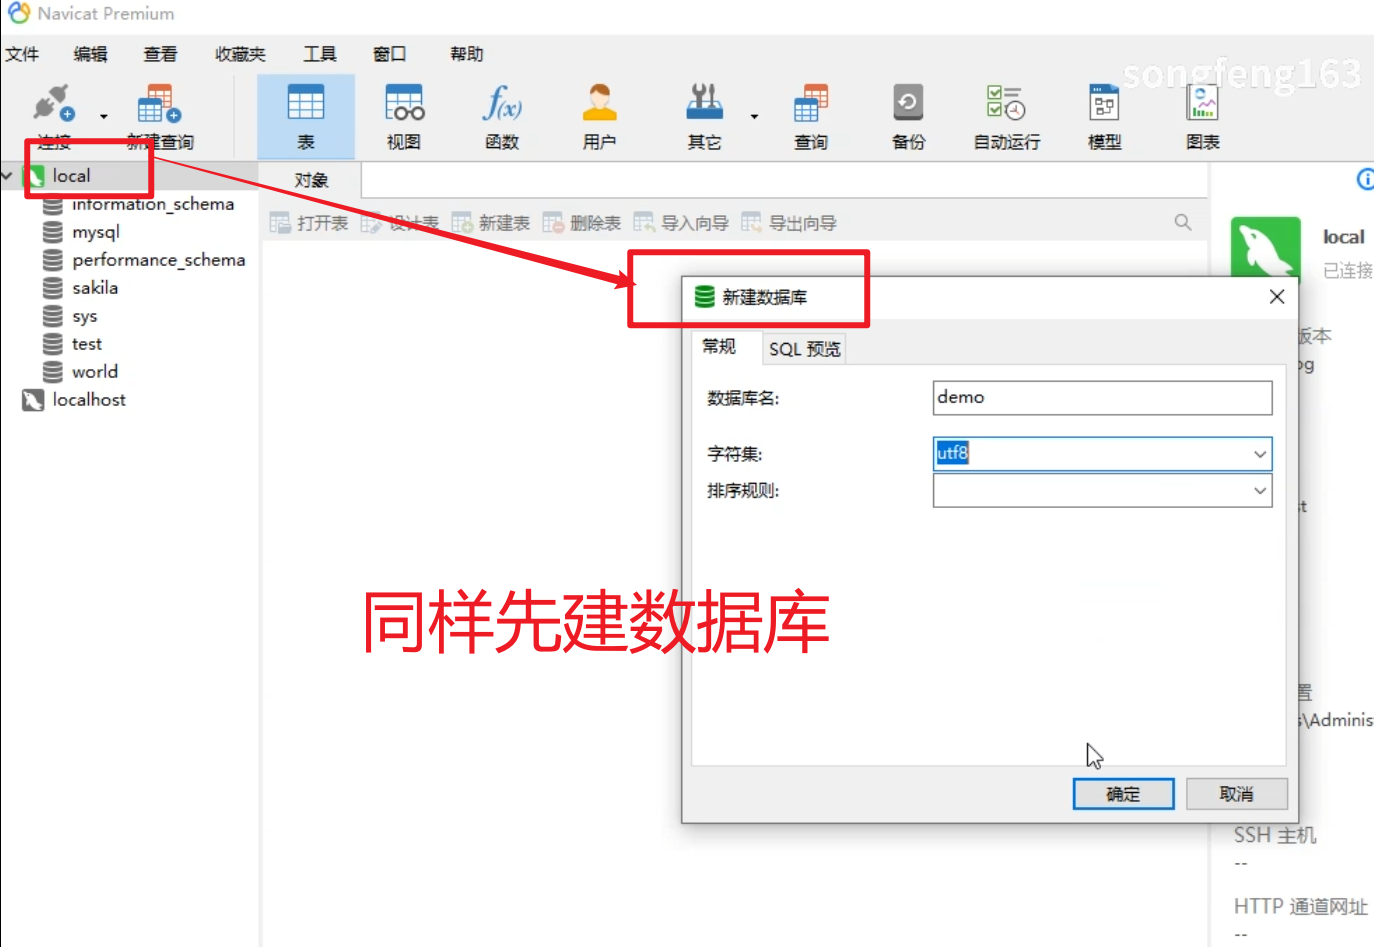 Navicat Premium
文件 编辑 查看 收藏夹 工具 窗口 帮助
songfeng163
连接 新建查询 表 视图 函数 用户 其它 查询 备份 自动运行 模型 图表
local
对象
information_schema
打开表 设计表 新建表 删除表 导入向导 导出向导
mysql
performance_schema
sakila
sys
test
world
localhost
local
已连接
新建数据库
常规 SQL 预览
版本
数据库名: demo
字符集: utf8
排序规则:
同样先建数据库
置
s\Adminis
确定 取消
SSH 主机
--
HTTP 通道网址
--